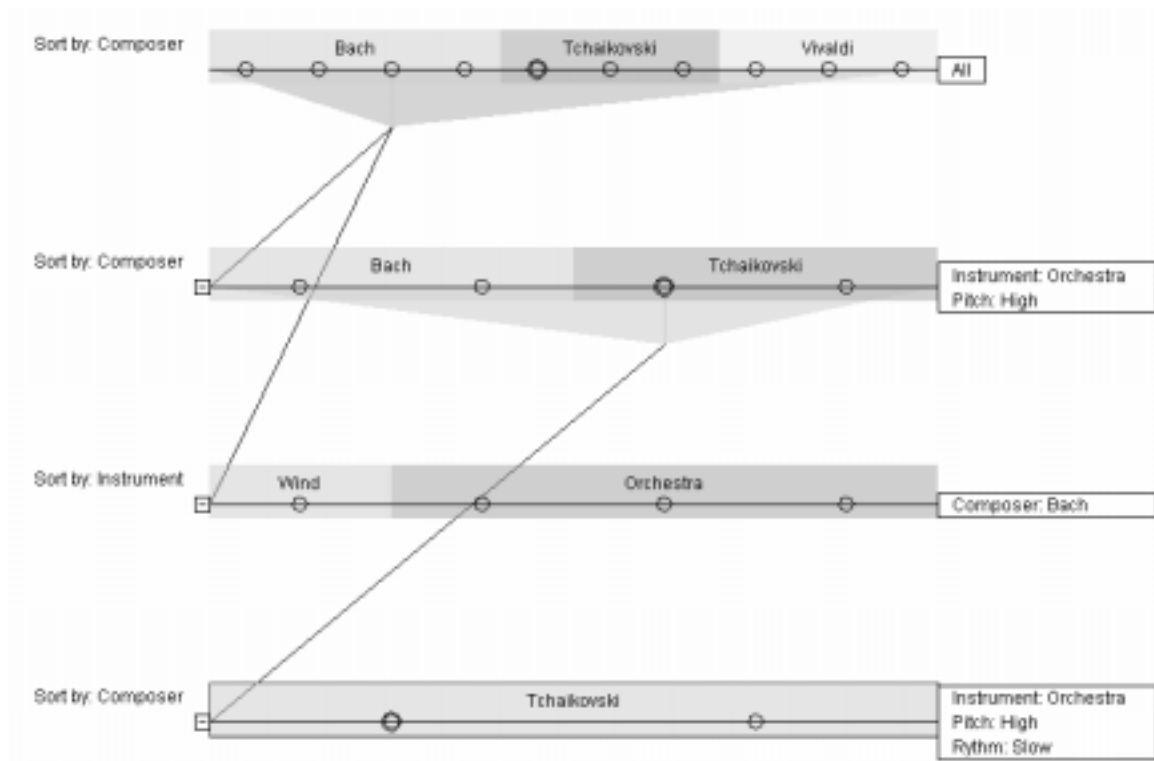 Sort by: Composer
Bach
Tchaikovski
Vivaldi
All
Sort by: Composer
Bach
Tchaikovski
Instrument: Orchestra
Pitch: High
Sort by: Instrument
Wind
Orchestra
Composer: Bach
Sort by: Composer
Tchaikovski
Instrument: Orchestra
Pitch: High
Rythm: Slow